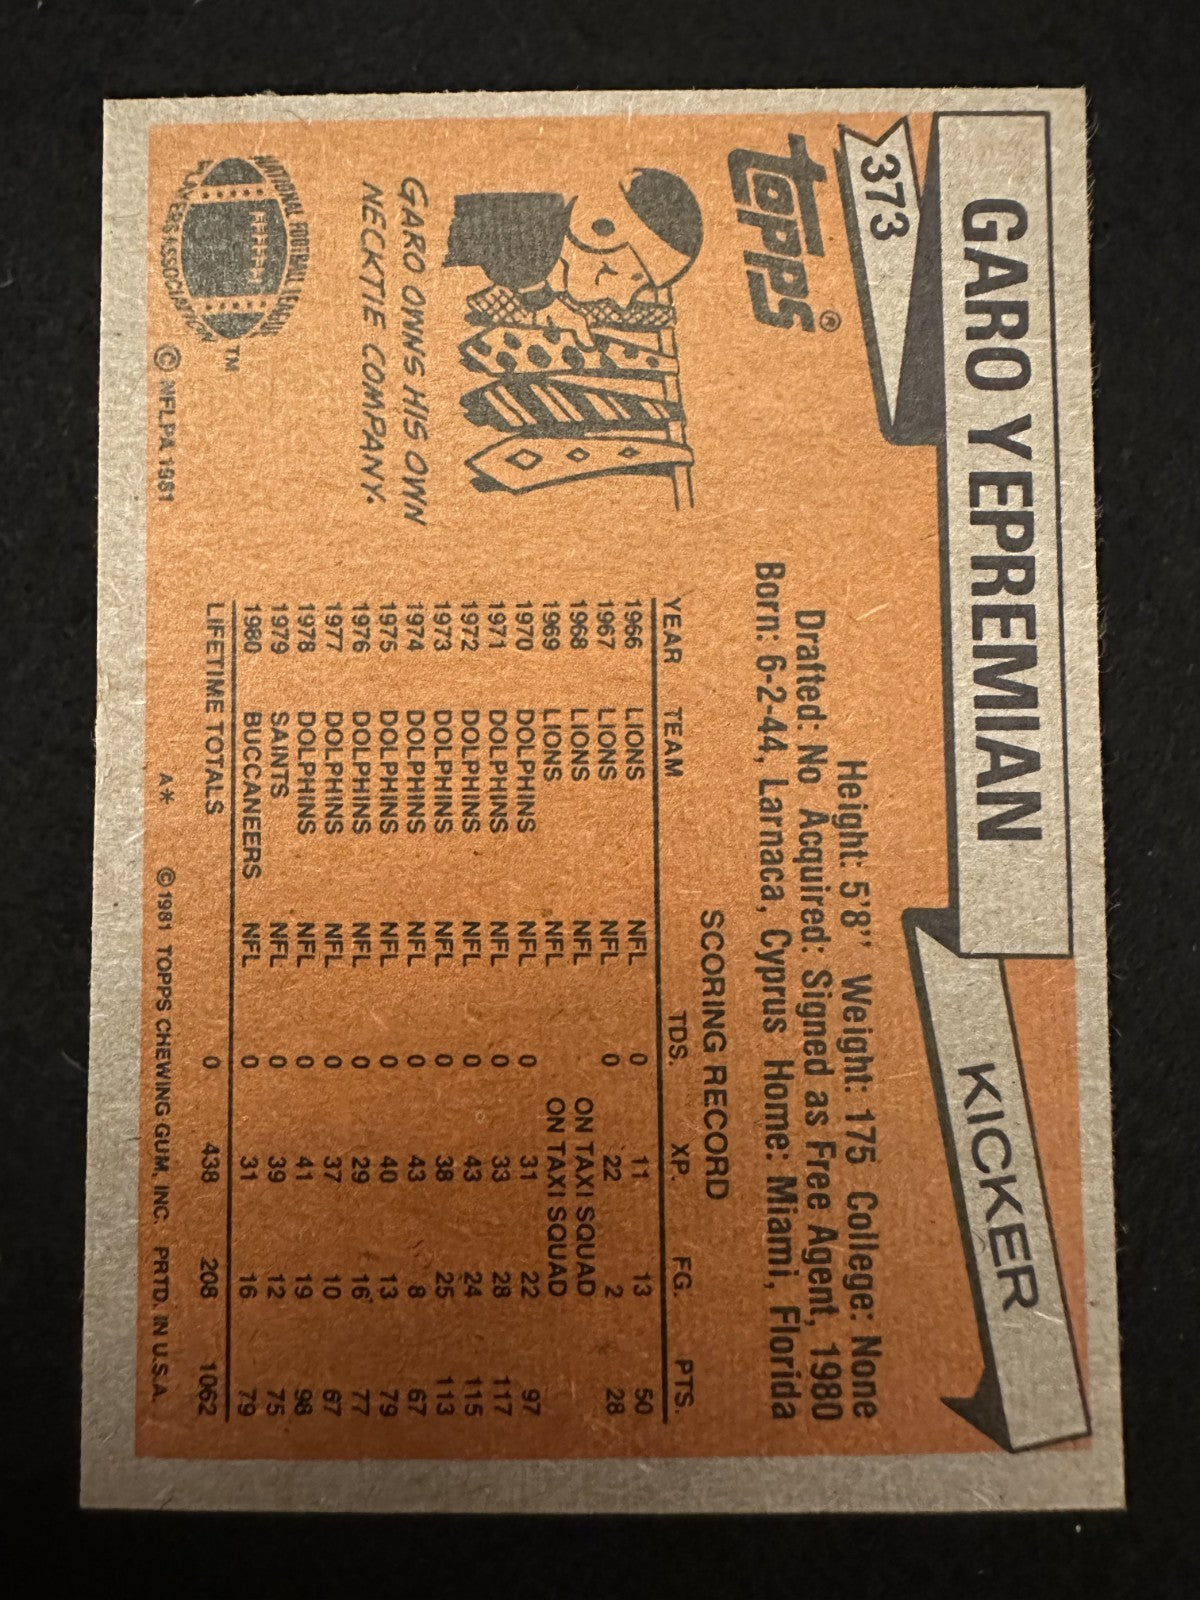 GARO YEPREMIAN
KICKER
373
topps®
Height: 5'8" Weight: 175 College: None
Drafted: No Acquired: Signed as Free Agent, 1980
Born: 6-2-44, Larnaca, Cyprus Home: Miami, Florida
GARO OWNS HIS OWN
NECKTIE COMPANY.
SCORING RECORD
YEAR TEAM TDS. XP. FG. PTS.
1966 LIONS NFL 0 11 13 50
1967 LIONS NFL 0 22 2 28
1968 LIONS NFL ON TAXI SQUAD
1969 LIONS NFL ON TAXI SQUAD
1970 DOLPHINS NFL 0 31 22 97
1971 DOLPHINS NFL 0 33 28 117
1972 DOLPHINS NFL 0 43 24 115
1973 DOLPHINS NFL 0 38 25 113
1974 DOLPHINS NFL 0 43 8 67
1975 DOLPHINS NFL 0 40 13 79
1976 DOLPHINS NFL 0 29 16 77
1977 DOLPHINS NFL 0 37 10 67
1978 DOLPHINS NFL 0 41 19 98
1979 SAINTS NFL 0 39 12 75
1980 BUCCANEERS NFL 0 31 16 79
LIFETIME TOTALS 0 438 208 1062
NATIONAL FOOTBALL LEAGUE
PLAYERS ASSOCIATION
TM
© NFLPA 1981
A* © 1981 TOPPS CHEWING GUM, INC. PRTD. IN U.S.A.